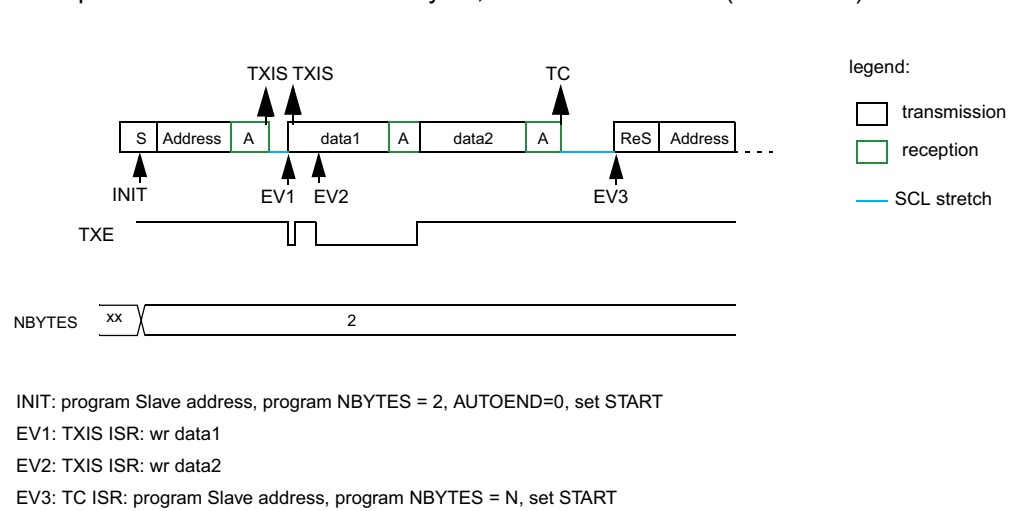 TXIS TXIS TC
legend:
transmission
S Address A data1 A data2 A ReS Address
reception
INIT EV1 EV2 EV3
SCL stretch
TXE
NBYTES xx 2
INIT: program Slave address, program NBYTES = 2, AUTOEND=0, set START
EV1: TXIS ISR: wr data1
EV2: TXIS ISR: wr data2
EV3: TC ISR: program Slave address, program NBYTES = N, set START